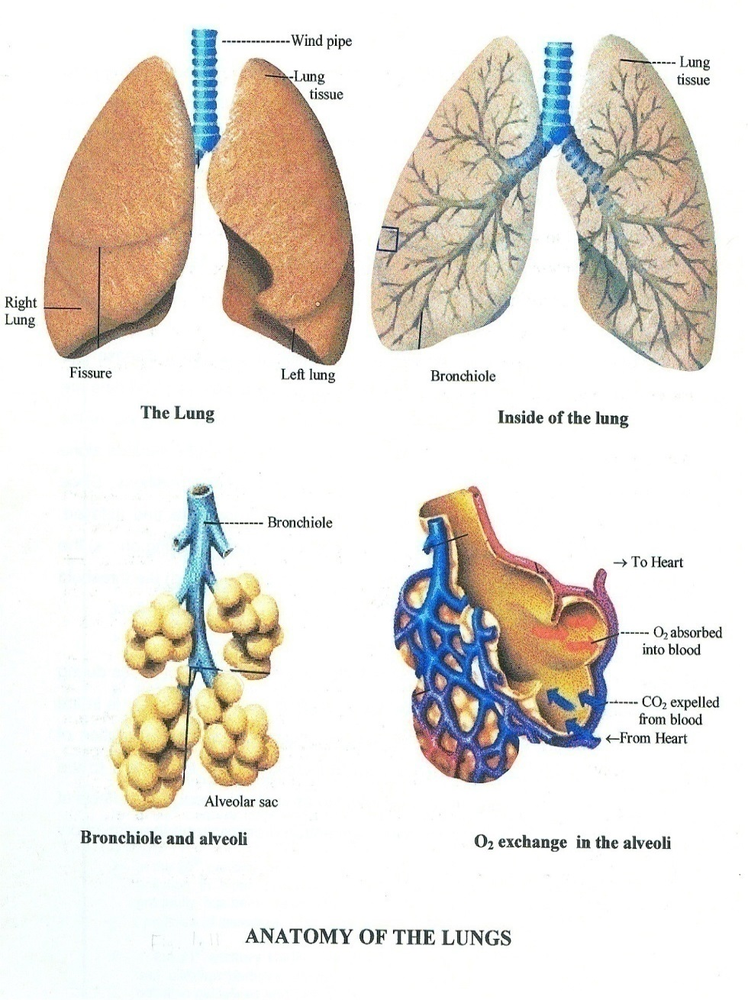 Wind pipe
Lung
tissue
Right
Lung
Fissure
Left lung
The Lung
Lung
tissue
Bronchiole
Inside of the lung
Bronchiole
Alveolar sac
Bronchiole and alveoli
→ To Heart
O₂ absorbed
into blood
CO₂ expelled
from blood
←From Heart
O₂ exchange in the alveoli
ANATOMY OF THE LUNGS